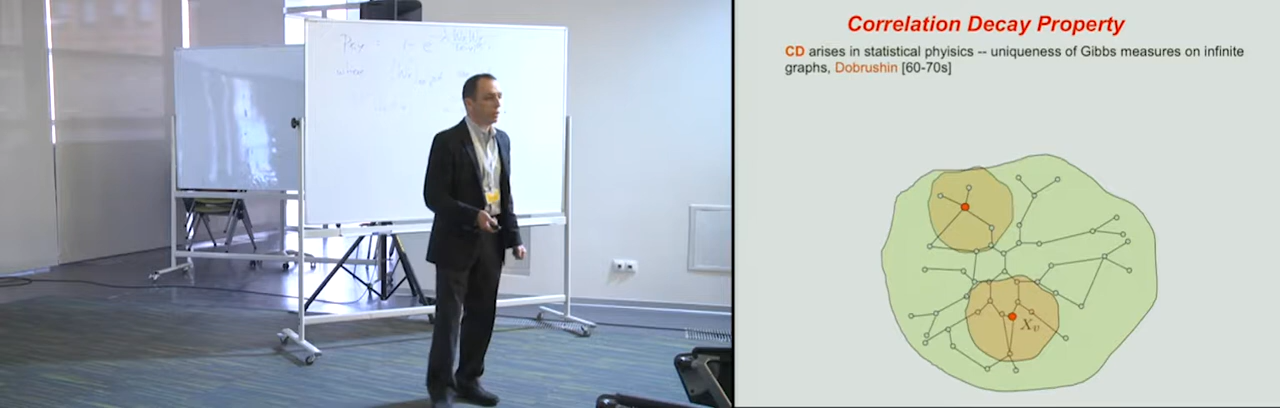 Correlation Decay Property
CD arises in statistical phyisics -- uniqueness of Gibbs measures on infinite
graphs, Dobrushin [60-70s]
where
X_v